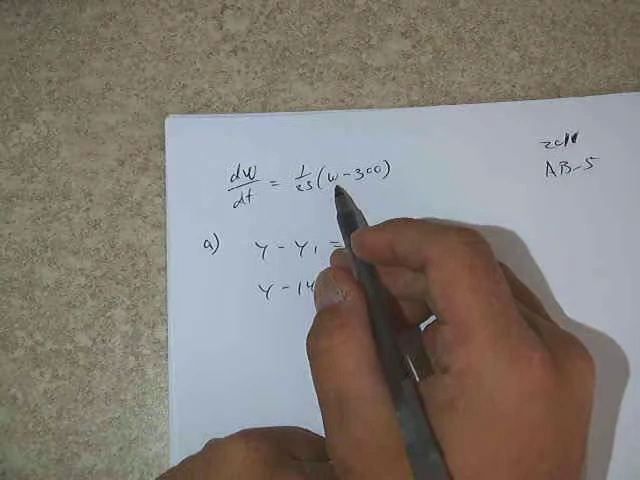 2011
AB-5
dW/dt = 1/25 (W - 300)
a) y - y₁ =
y - 14